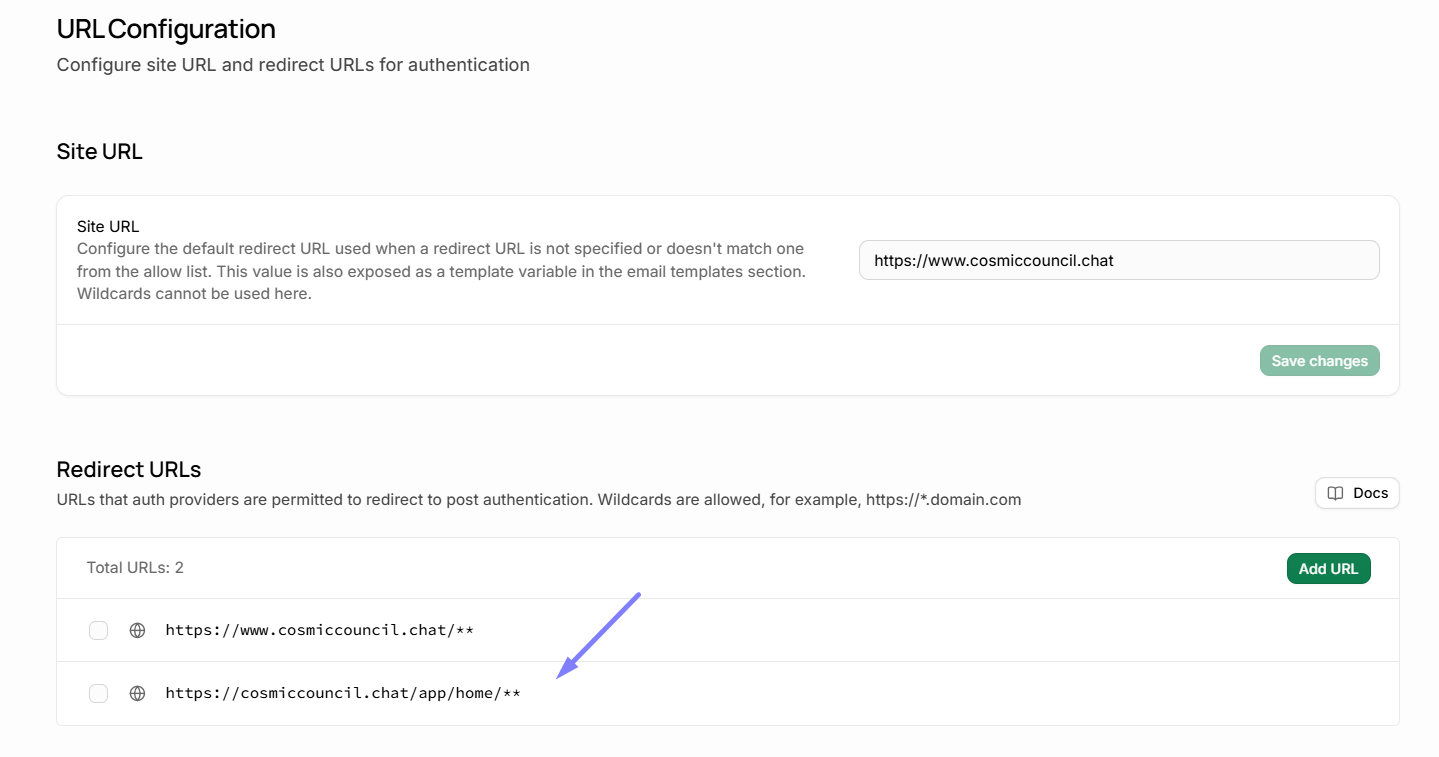 URL Configuration
Configure site URL and redirect URLs for authentication
Site URL
Site URL
Configure the default redirect URL used when a redirect URL is not specified or doesn't match one
from the allow list. This value is also exposed as a template variable in the email templates section.
Wildcards cannot be used here.
https://www.cosmiccouncil.chat
Save changes
Redirect URLs
URLs that auth providers are permitted to redirect to post authentication. Wildcards are allowed, for example, https://*.domain.com
Docs
Total URLs: 2
Add URL
https://www.cosmiccouncil.chat/**
https://cosmiccouncil.chat/app/home/**